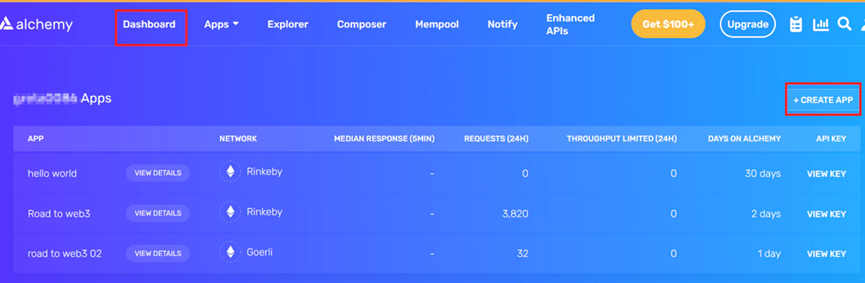 alchemy
Dashboard
Apps
Explorer
Composer
Mempool
Notify
Enhanced
APIs
Get $100+
Upgrade
Apps
+ CREATE APP
APP NETWORK MEDIAN RESPONSE (5MIN) REQUESTS (24H) THROUGHPUT LIMITED (24H) DAYS ON ALCHEMY API KEY
hello world VIEW DETAILS Rinkeby - 0 0 30 days VIEW KEY
Road to web3 VIEW DETAILS Rinkeby - 3,820 0 2 days VIEW KEY
road to web3 02 VIEW DETAILS Goerli - 32 0 1 day VIEW KEY